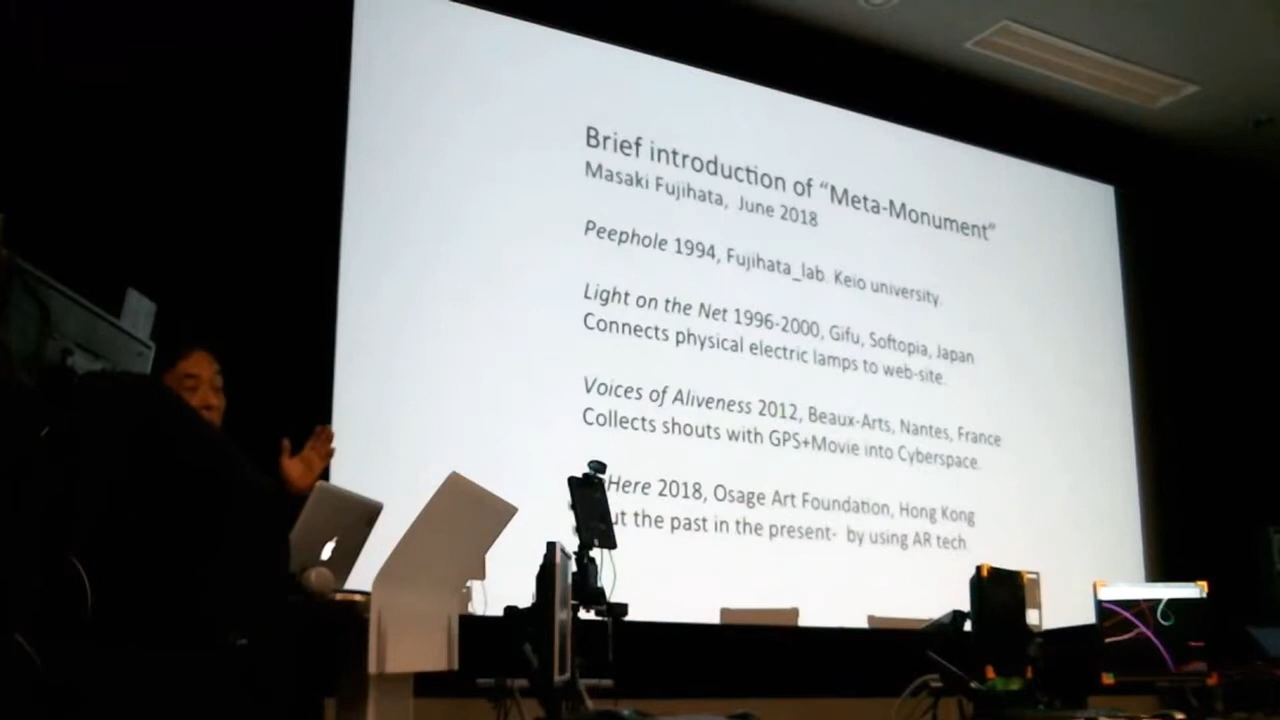 Brief introduction of “Meta-Monument”
Masaki Fujihata, June 2018
Peephole 1994, Fujihata_lab. Keio university.
Light on the Net 1996-2000, Gifu, Softopia, Japan
Connects physical electric lamps to web-site.
Voices of Aliveness 2012, Beaux-Arts, Nantes, France
Collects shouts with GPS+Movie into Cyberspace.
Here 2018, Osage Art Foundation, Hong Kong
the past in the present- by using AR tech